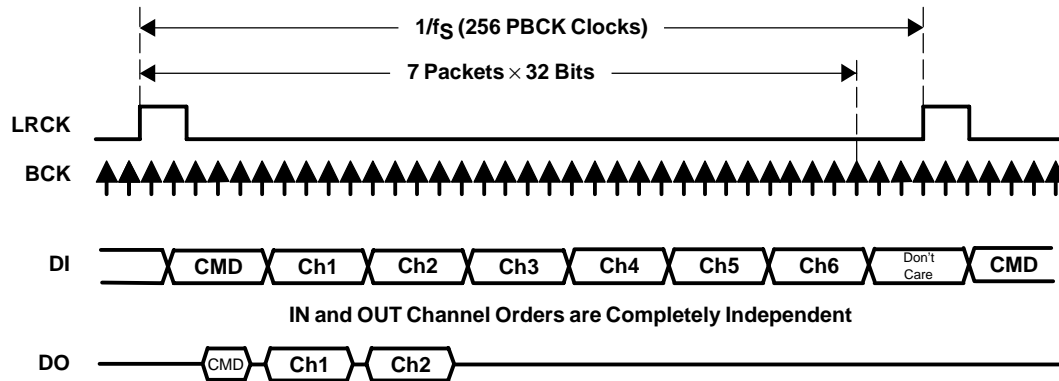 1/fS (256 PBCK Clocks)
7 Packets × 32 Bits
LRCK
BCK
DI CMD Ch1 Ch2 Ch3 Ch4 Ch5 Ch6 Don't Care CMD
IN and OUT Channel Orders are Completely Independent
DO CMD Ch1 Ch2